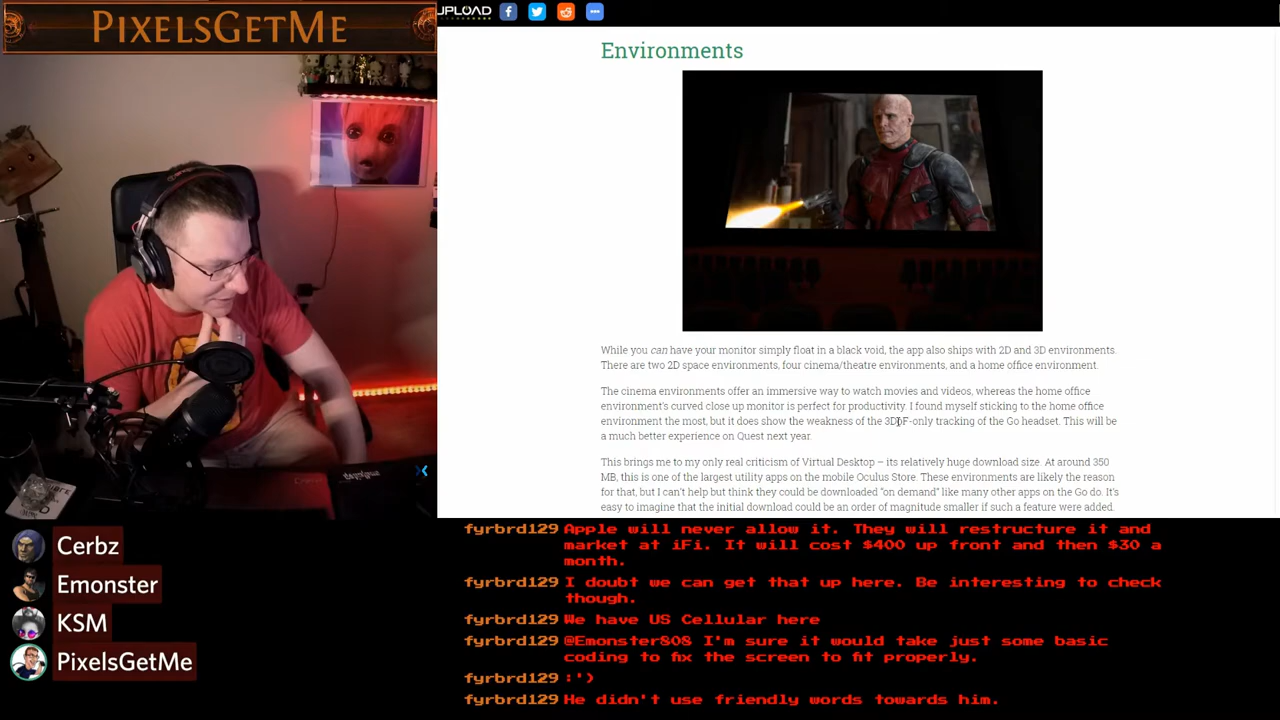 PIXELSGETME
UPLOAD
Environments
While you can have your monitor simply float in a black void, the app also ships with 2D and 3D environments.
There are two 2D space environments, four cinema/theatre environments, and a home office environment.
The cinema environments offer an immersive way to watch movies and videos, whereas the home office
environment's curved close up monitor is perfect for productivity. I found myself sticking to the home office
environment the most, but it does show the weakness of the 3DoF-only tracking of the Go headset. This will be
a much better experience on Quest next year.
This brings me to my only real criticism of Virtual Desktop – its relatively huge download size. At around 350
MB, this is one of the largest utility apps on the mobile Oculus Store. These environments are likely the reason
for that, but I can't help but think they could be downloaded "on demand" like many other apps on the Go do. It's
easy to imagine that the initial download could be an order of magnitude smaller if such a feature were added.
Cerbz
Emonster
KSM
PixelsGetMe
fyrbrd129 Apple will never allow it. They will restructure it and
market at iFi. It will cost $400 up front and then $30 a
month.
fyrbrd129 I doubt we can get that up here. Be interesting to check
though.
fyrbrd129 We have US Cellular here
fyrbrd129 @Emonster808 I'm sure it would take just some basic
coding to fix the screen to fit properly.
fyrbrd129 :')
fyrbrd129 He didn't use friendly words towards him.